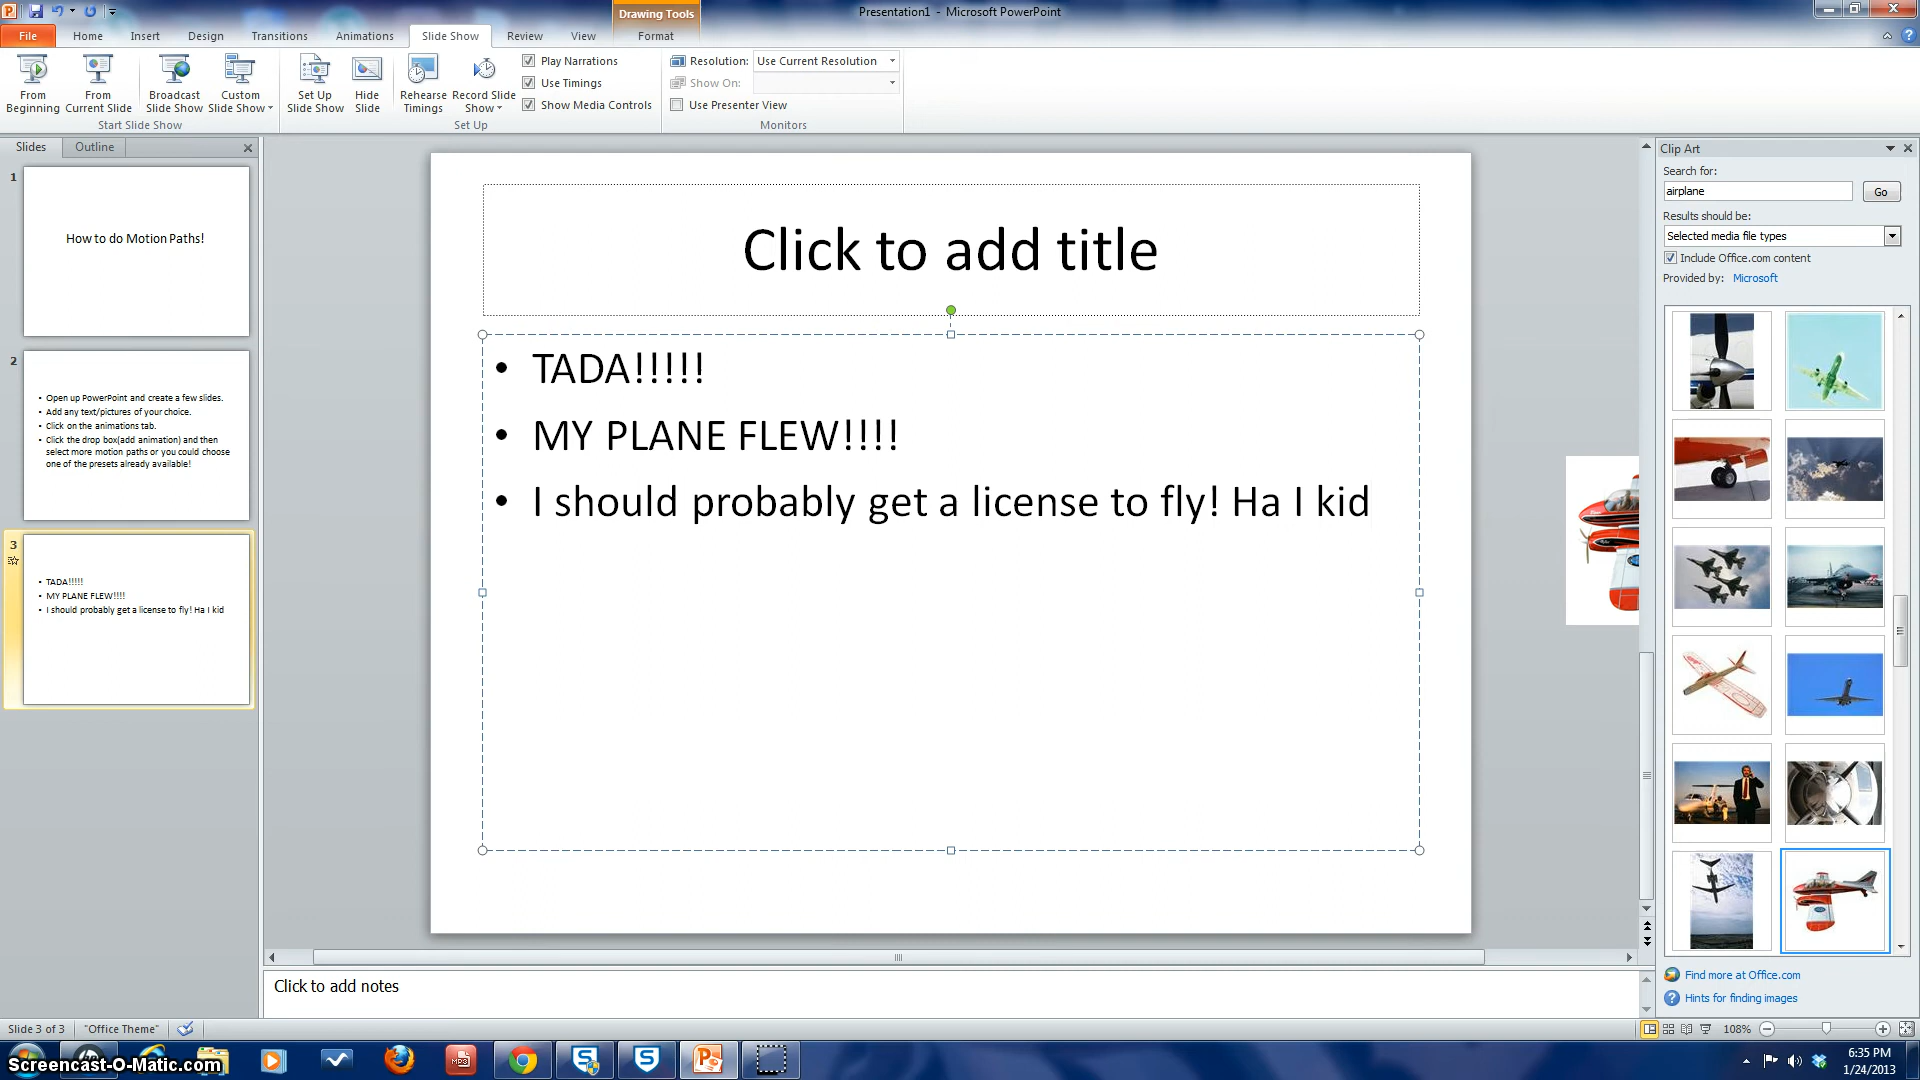 Presentation1 - Microsoft PowerPoint
Drawing Tools
File Home Insert Design Transitions Animations Slide Show Review View Format
From Beginning
From Current Slide
Broadcast Slide Show
Custom Slide Show
Start Slide Show
Set Up Slide Show
Hide Slide
Rehearse Timings
Record Slide Show
Play Narrations
Use Timings
Show Media Controls
Set Up
Resolution: Use Current Resolution
Show On:
Use Presenter View
Monitors
Slides Outline
1
How to do Motion Paths!
2
• Open up PowerPoint and create a few slides.
• Add any text/pictures of your choice.
• Click on the animations tab.
• Click the drop box(add animation) and then
select more motion paths or you could choose
one of the presets already available!
3
• TADA!!!!!
• MY PLANE FLEW!!!!
• I should probably get a license to fly! Ha I kid
Click to add title
• TADA!!!!!
• MY PLANE FLEW!!!!
• I should probably get a license to fly! Ha I kid
Click to add notes
Clip Art
Search for:
airplane
Go
Results should be:
Selected media file types
Include Office.com content
Provided by: Microsoft
Find more at Office.com
Hints for finding images
Slide 3 of 3 "Office Theme" 108%
MP3
Screencast-O-Matic.com
6:35 PM
1/24/2013